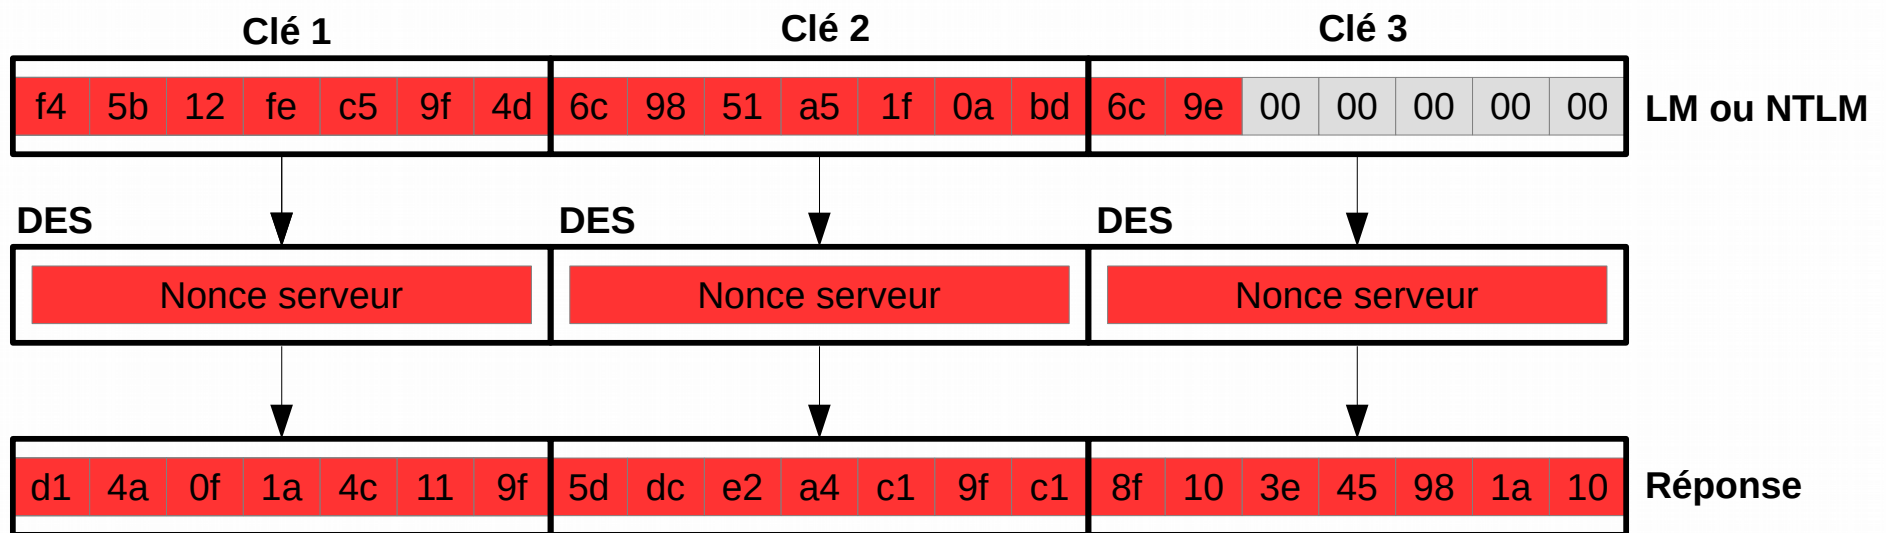 Clé 1 Clé 2 Clé 3
f4 5b 12 fe c5 9f 4d 6c 98 51 a5 1f 0a bd 6c 9e 00 00 00 00 00 LM ou NTLM
DES DES DES
Nonce serveur Nonce serveur Nonce serveur
d1 4a 0f 1a 4c 11 9f 5d dc e2 a4 c1 9f c1 8f 10 3e 45 98 1a 10 Réponse